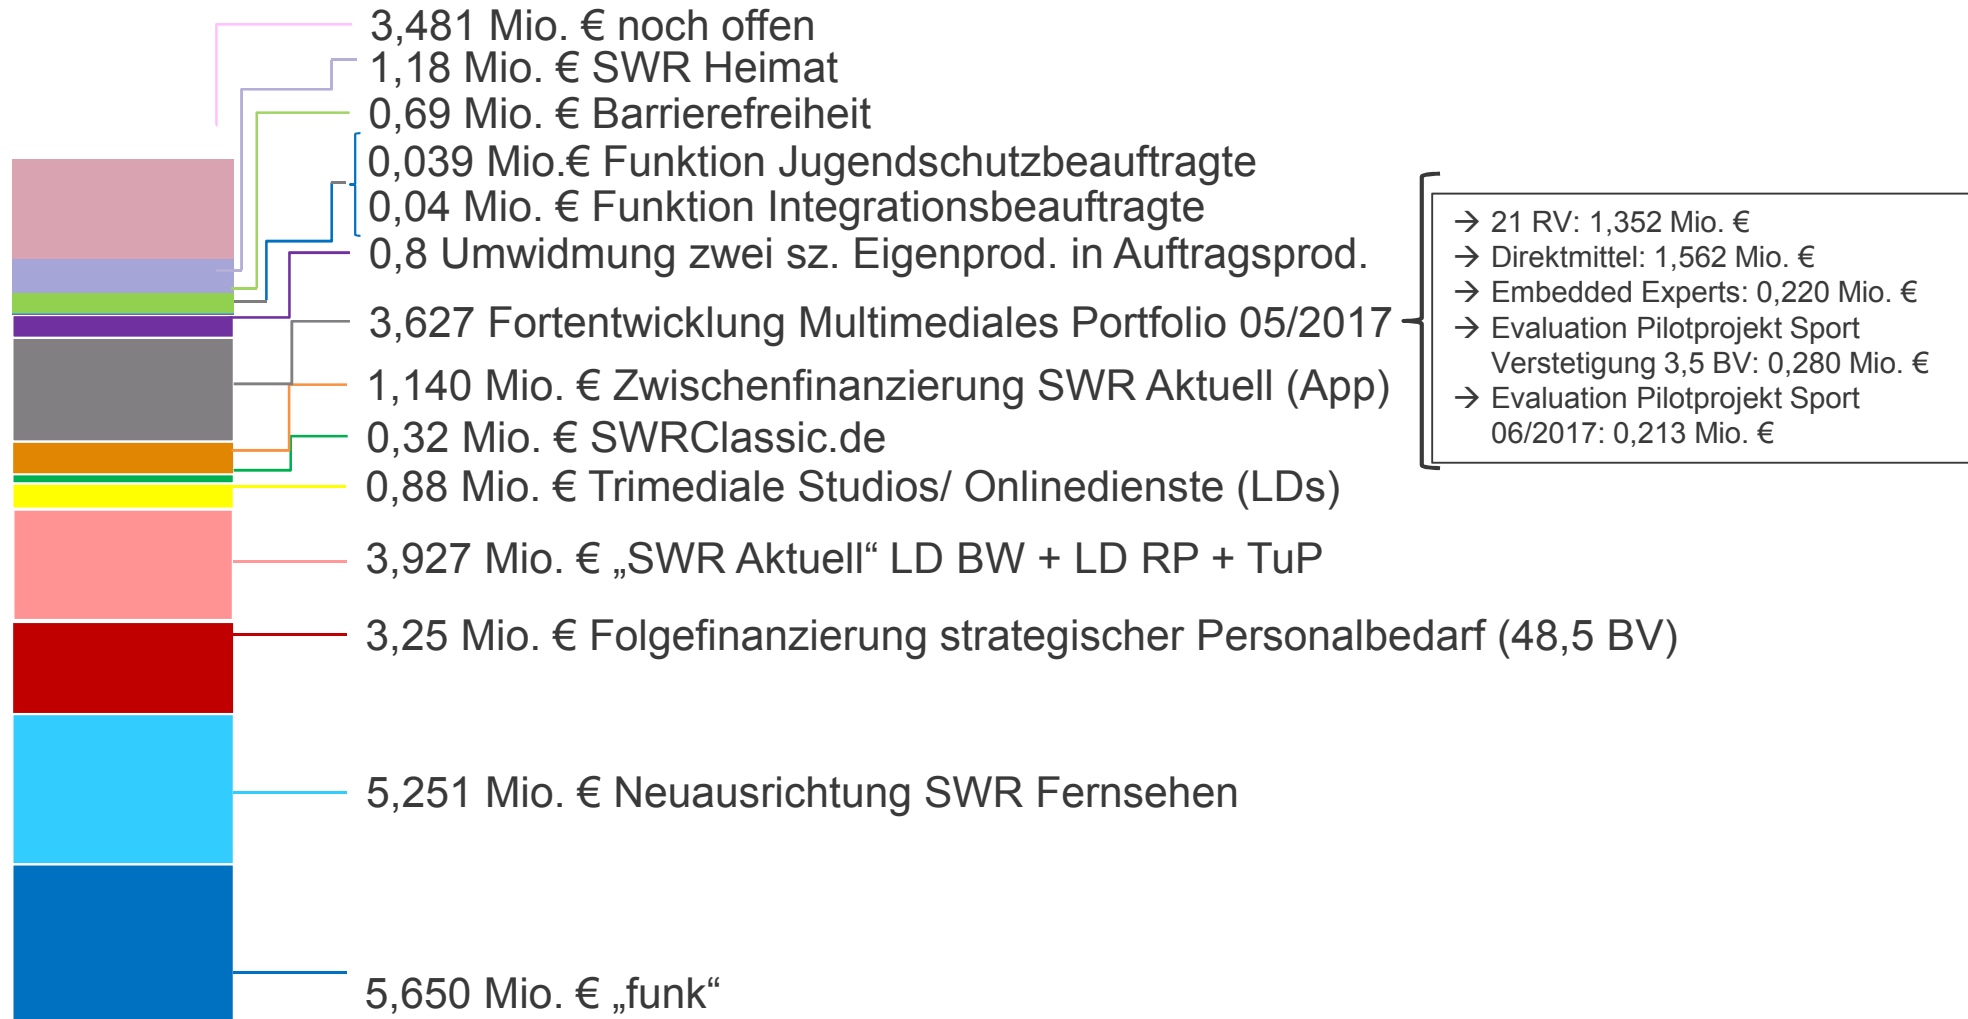 3,481 Mio. € noch offen
1,18 Mio. € SWR Heimat
0,69 Mio. € Barrierefreiheit
0,039 Mio.€ Funktion Jugendschutzbeauftragte
0,04 Mio. € Funktion Integrationsbeauftragte
0,8 Umwidmung zwei sz. Eigenprod. in Auftragsprod.
3,627 Fortentwicklung Multimediales Portfolio 05/2017
1,140 Mio. € Zwischenfinanzierung SWR Aktuell (App)
0,32 Mio. € SWRClassic.de
0,88 Mio. € Trimediale Studios/ Onlinedienste (LDs)
3,927 Mio. € „SWR Aktuell“ LD BW + LD RP + TuP
3,25 Mio. € Folgefinanzierung strategischer Personalbedarf (48,5 BV)
5,251 Mio. € Neuausrichtung SWR Fernsehen
5,650 Mio. € „funk“
→ 21 RV: 1,352 Mio. €
→ Direktmittel: 1,562 Mio. €
→ Embedded Experts: 0,220 Mio. €
→ Evaluation Pilotprojekt Sport
Verstetigung 3,5 BV: 0,280 Mio. €
→ Evaluation Pilotprojekt Sport
06/2017: 0,213 Mio. €